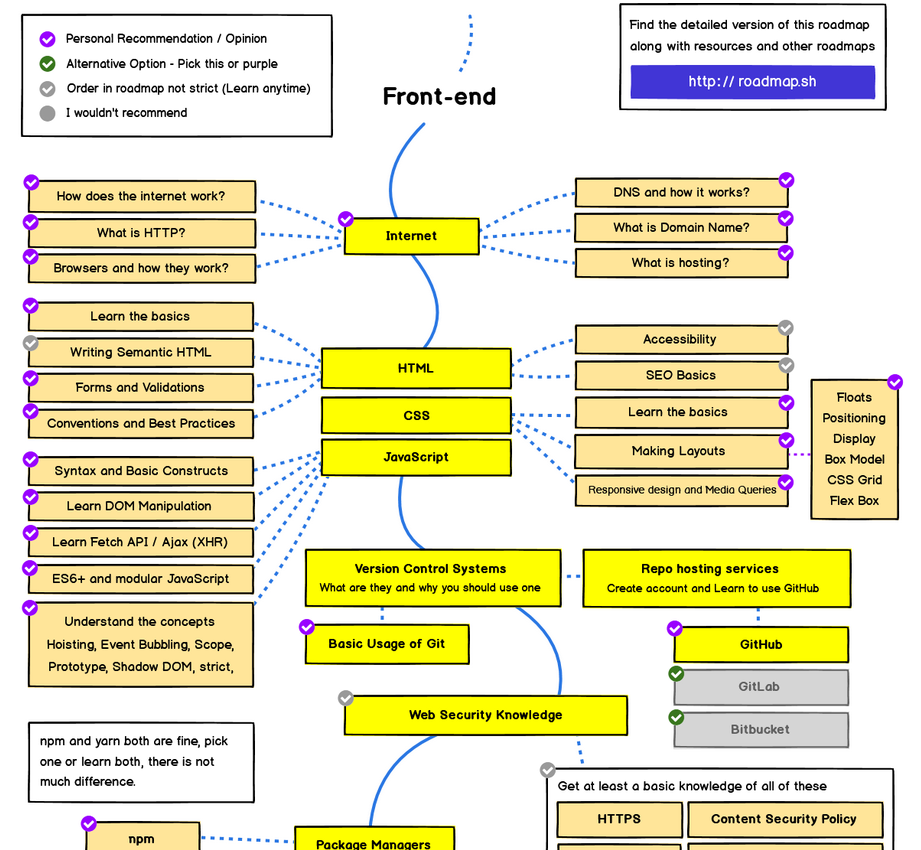 Personal Recommendation / Opinion
Alternative Option - Pick this or purple
Order in roadmap not strict (Learn anytime)
I wouldn't recommend
Find the detailed version of this roadmap
along with resources and other roadmaps
http:// roadmap.sh
Front-end
How does the internet work?
What is HTTP?
Browsers and how they work?
Internet
DNS and how it works?
What is Domain Name?
What is hosting?
Learn the basics
Writing Semantic HTML
Forms and Validations
Conventions and Best Practices
HTML
CSS
JavaScript
Accessibility
SEO Basics
Learn the basics
Making Layouts
Responsive design and Media Queries
Floats
Positioning
Display
Box Model
CSS Grid
Flex Box
Syntax and Basic Constructs
Learn DOM Manipulation
Learn Fetch API / Ajax (XHR)
ES6+ and modular JavaScript
Understand the concepts
Hoisting, Event Bubbling, Scope,
Prototype, Shadow DOM, strict,
Version Control Systems
What are they and why you should use one
Repo hosting services
Create account and Learn to use GitHub
Basic Usage of Git
GitHub
GitLab
Bitbucket
Web Security Knowledge
npm and yarn both are fine, pick
one or learn both, there is not
much difference.
Get at least a basic knowledge of all of these
HTTPS
Content Security Policy
npm
Package Managers